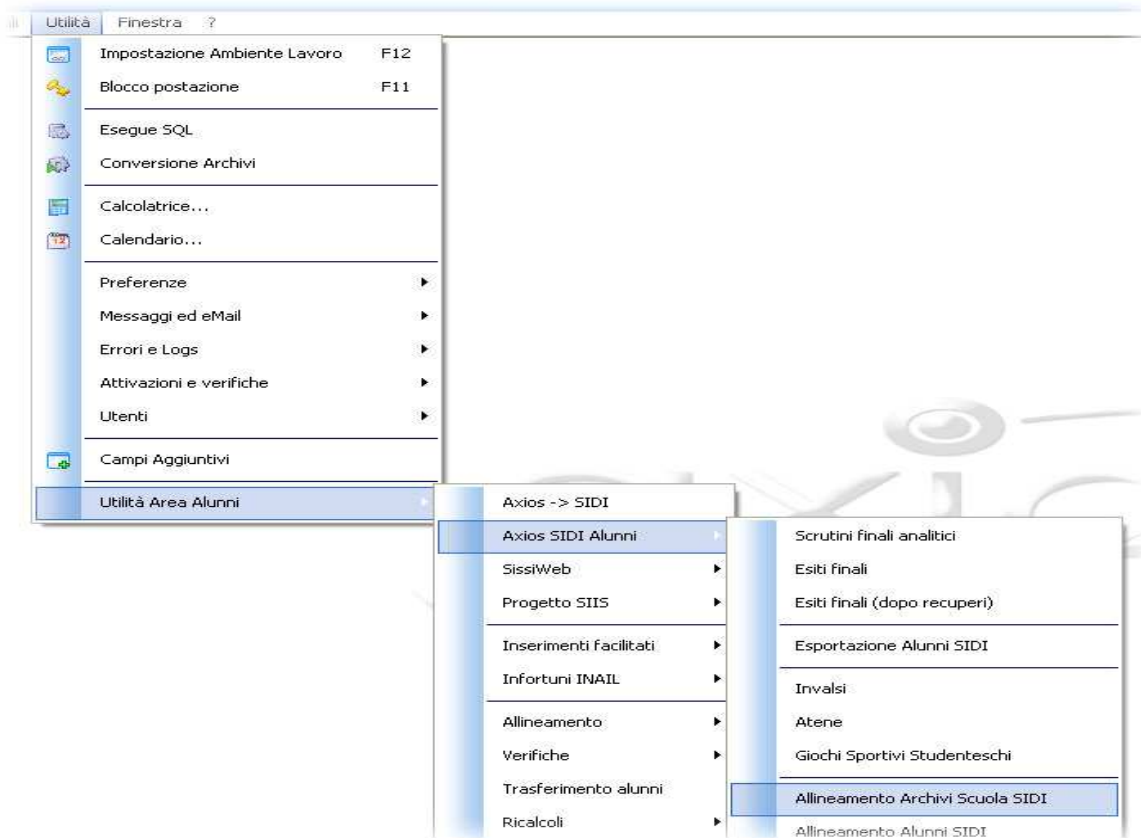 Utilità Finestra ?
Impostazione Ambiente Lavoro F12
Blocco postazione F11
Esegue SQL
Conversione Archivi
Calcolatrice...
Calendario...
Preferenze
Messaggi ed eMail
Errori e Logs
Attivazioni e verifiche
Utenti
Campi Aggiuntivi
Utilità Area Alunni
Axios -> SIDI
Axios SIDI Alunni
SissiWeb
Progetto SIIS
Inserimenti facilitati
Infortuni INAIL
Allineamento
Verifiche
Trasferimento alunni
Ricalcoli
Scrutini finali analitici
Esiti finali
Esiti finali (dopo recuperi)
Esportazione Alunni SIDI
Invalsi
Atene
Giochi Sportivi Studenteschi
Allineamento Archivi Scuola SIDI
Allineamento Alunni SIDI